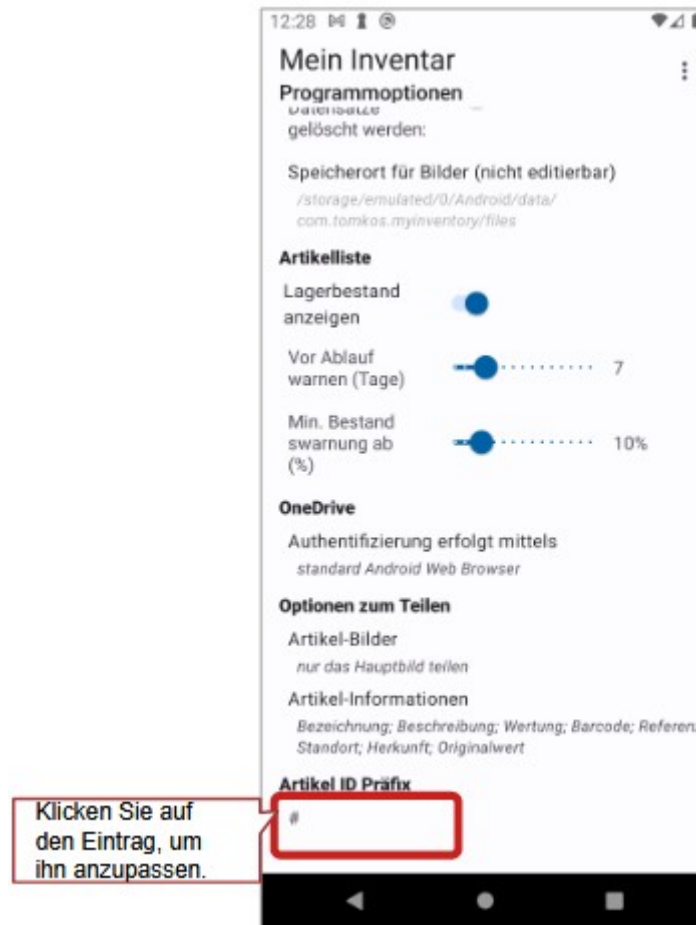 12:28
Mein Inventar
Programmoptionen
Datensätze
gelöscht werden:
Speicherort für Bilder (nicht editierbar)
/storage/emulated/0/Android/data/
com.tomkos.myinventory/files
Artikelliste
Lagerbestand
anzeigen
Vor Ablauf
warnen (Tage)
7
Min. Bestand
swarnung ab
(%)
10%
OneDrive
Authentifizierung erfolgt mittels
standard Android Web Browser
Optionen zum Teilen
Artikel-Bilder
nur das Hauptbild teilen
Artikel-Informationen
Bezeichnung; Beschreibung; Wertung; Barcode; Referen
Standort; Herkunft; Originalwert
Artikel ID Präfix
#
Klicken Sie auf
den Eintrag, um
ihn anzupassen.